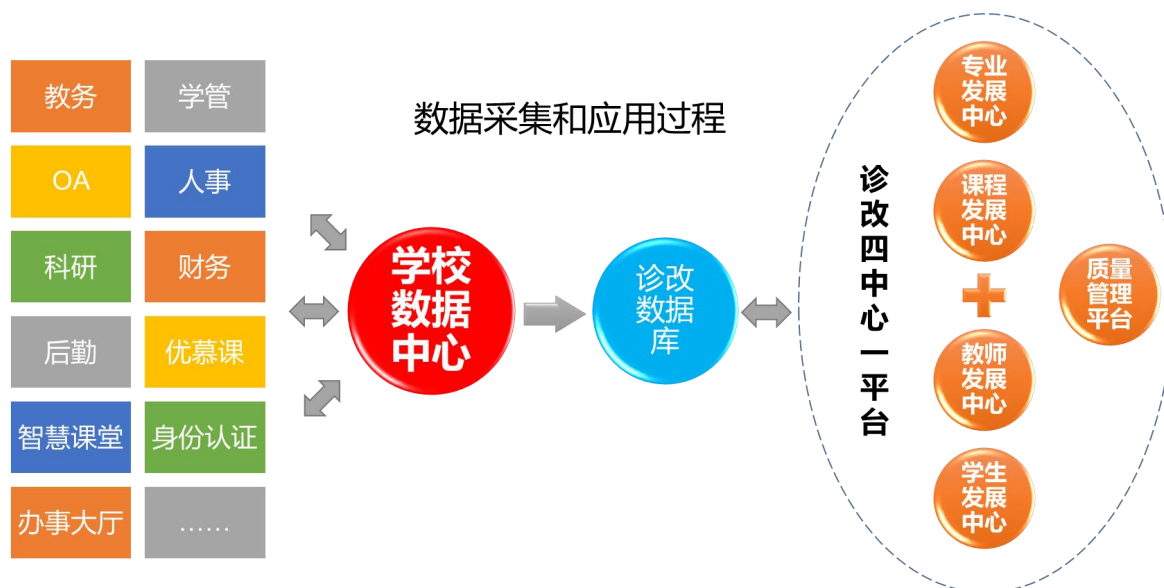 数据采集和应用过程
教务
学管
OA
人事
科研
财务
后勤
优慕课
智慧课堂
身份认证
办事大厅
……
学校
数据
中心
诊改
数据
库
诊改四中心一平台
专业
发展
中心
课程
发展
中心
教师
发展
中心
学生
发展
中心
质量
管理
平台